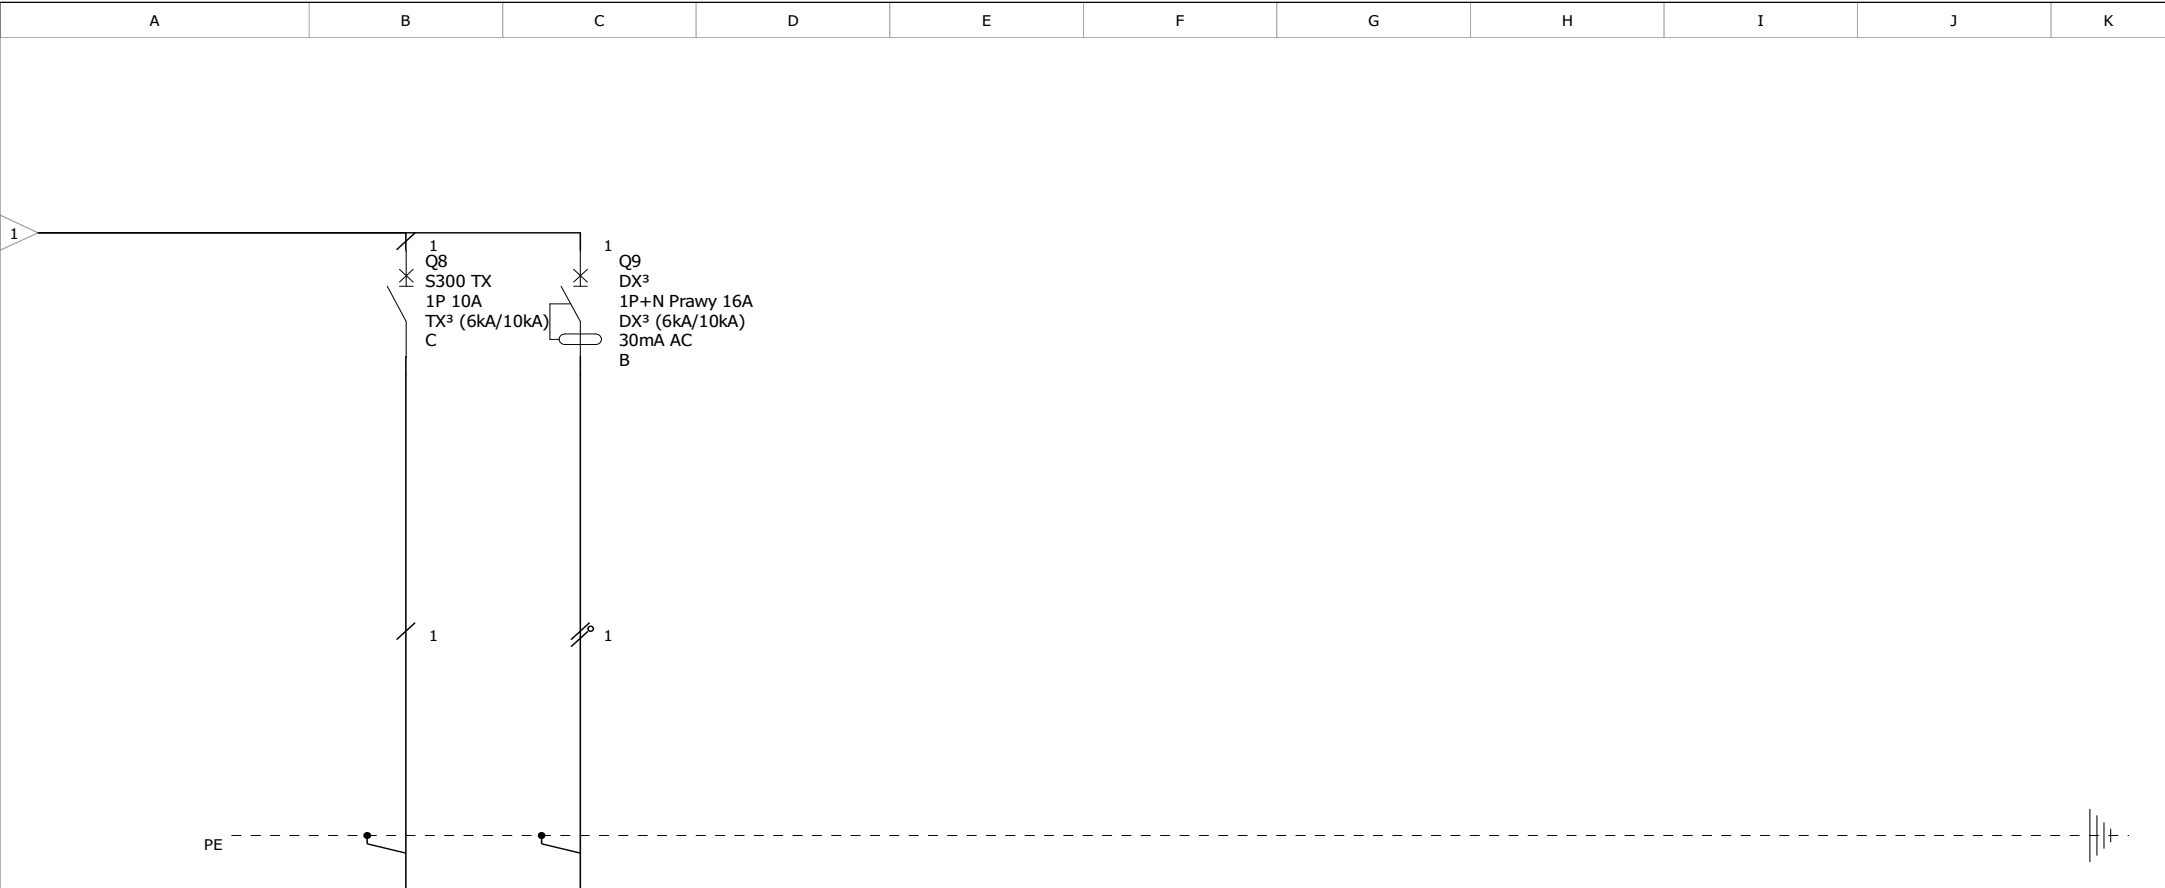 A B C D E F G H I J K
1
1
Q8
S300 TX
1P 10A
TX³ (6kA/10kA)
C
1
Q9
DX³
1P+N Prawy 16A
DX³ (6kA/10kA)
30mA AC
B
1
1
PE